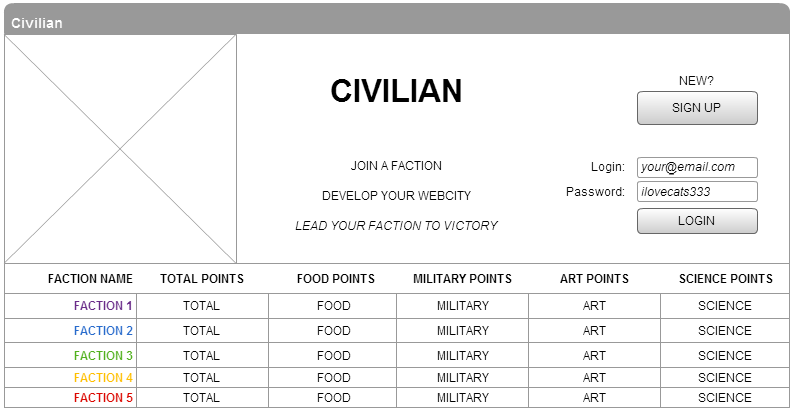 Civilian
CIVILIAN
NEW?
SIGN UP
JOIN A FACTION
DEVELOP YOUR WEBCITY
LEAD YOUR FACTION TO VICTORY
Login: your@email.com
Password: ilovecats333
LOGIN
FACTION NAME TOTAL POINTS FOOD POINTS MILITARY POINTS ART POINTS SCIENCE POINTS
FACTION 1 TOTAL FOOD MILITARY ART SCIENCE
FACTION 2 TOTAL FOOD MILITARY ART SCIENCE
FACTION 3 TOTAL FOOD MILITARY ART SCIENCE
FACTION 4 TOTAL FOOD MILITARY ART SCIENCE
FACTION 5 TOTAL FOOD MILITARY ART SCIENCE